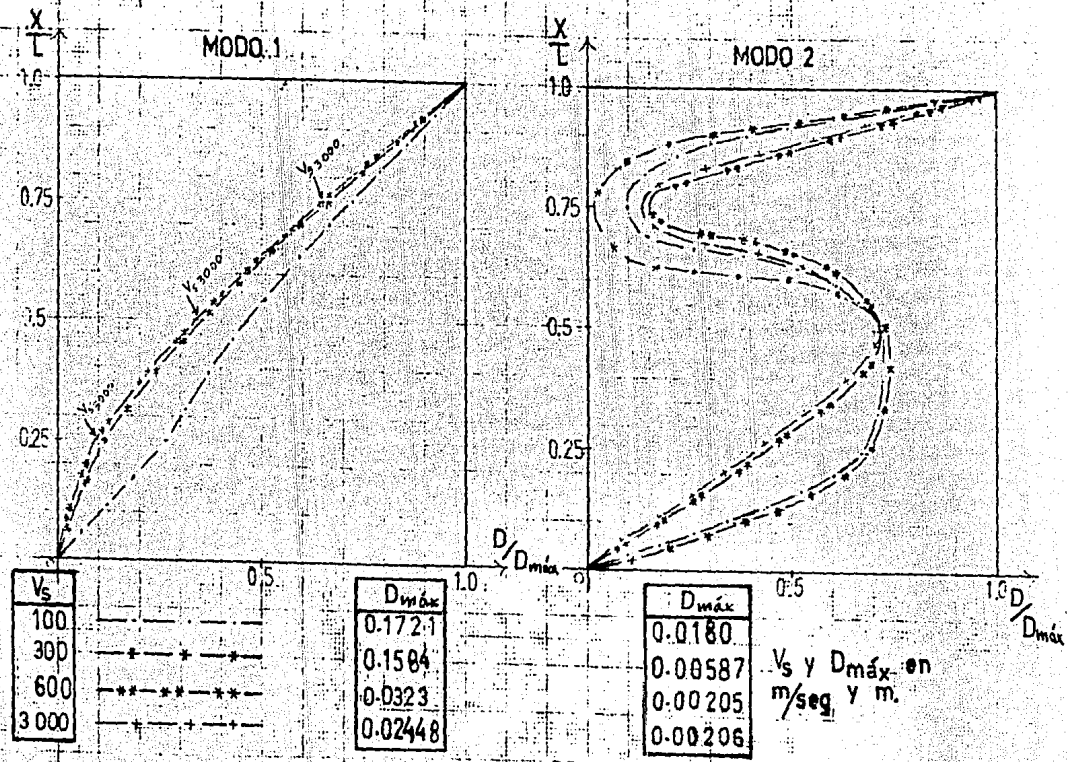 X/L
MODO 1
1.0
0.75
0.5
0.25
Vs 3000
Vs 3000
Vs 3000
0.5
1.0
D/Dmáx
X/L
MODO 2
1.0
0.75
0.5
0.25
0
0.5
1.0
D/Dmáx
Vs
100
300
600
3 000
Dmáx
0.1721
0.1584
0.0323
0.02448
Dmáx
0.0180
0.00587
0.00205
0.00206
Vs y Dmáx en
m/seg y m.